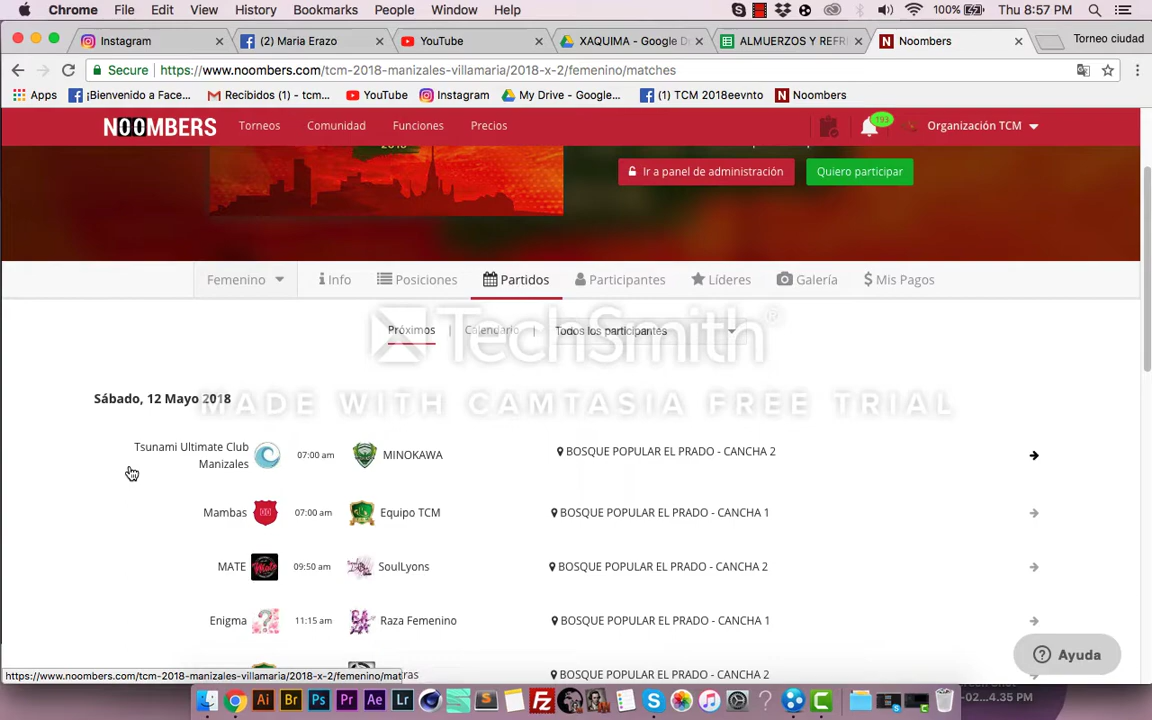 Chrome File Edit View History Bookmarks People Window Help 100% Thu 8:57 PM
Instagram (2) Maria Erazo YouTube XAQUIMA - Google Dr ALMUERZOS Y REFRI Noombers Torneo ciudad
Secure https://www.noombers.com/tcm-2018-manizales-villamaria/2018-x-2/femenino/matches
Apps ¡Bienvenido a Face... Recibidos (1) - tcm... YouTube Instagram My Drive - Google... (1) TCM 2018eevnto Noombers
NOOMBERS Torneos Comunidad Funciones Precios 193 Organización TCM
2018
Ir a panel de administración Quiero participar
Femenino Info Posiciones Partidos Participantes Líderes Galería $ Mis Pagos
Próximos | Calendario | Todos los participantes
TechSmith®
MADE WITH CAMTASIA FREE TRIAL
Sábado, 12 Mayo 2018
Tsunami Ultimate Club
Manizales 07:00 am MINOKAWA BOSQUE POPULAR EL PRADO - CANCHA 2
Mambas 07:00 am Equipo TCM BOSQUE POPULAR EL PRADO - CANCHA 1
MATE 09:50 am SoulLyons BOSQUE POPULAR EL PRADO - CANCHA 2
Enigma 11:15 am Raza Femenino BOSQUE POPULAR EL PRADO - CANCHA 1
BOSQUE POPULAR EL PRADO - CANCHA 2
Ayuda
https://www.noombers.com/tcm-2018-manizales-villamaria/2018-x-2/femenino/mat
-02...4.35 PM